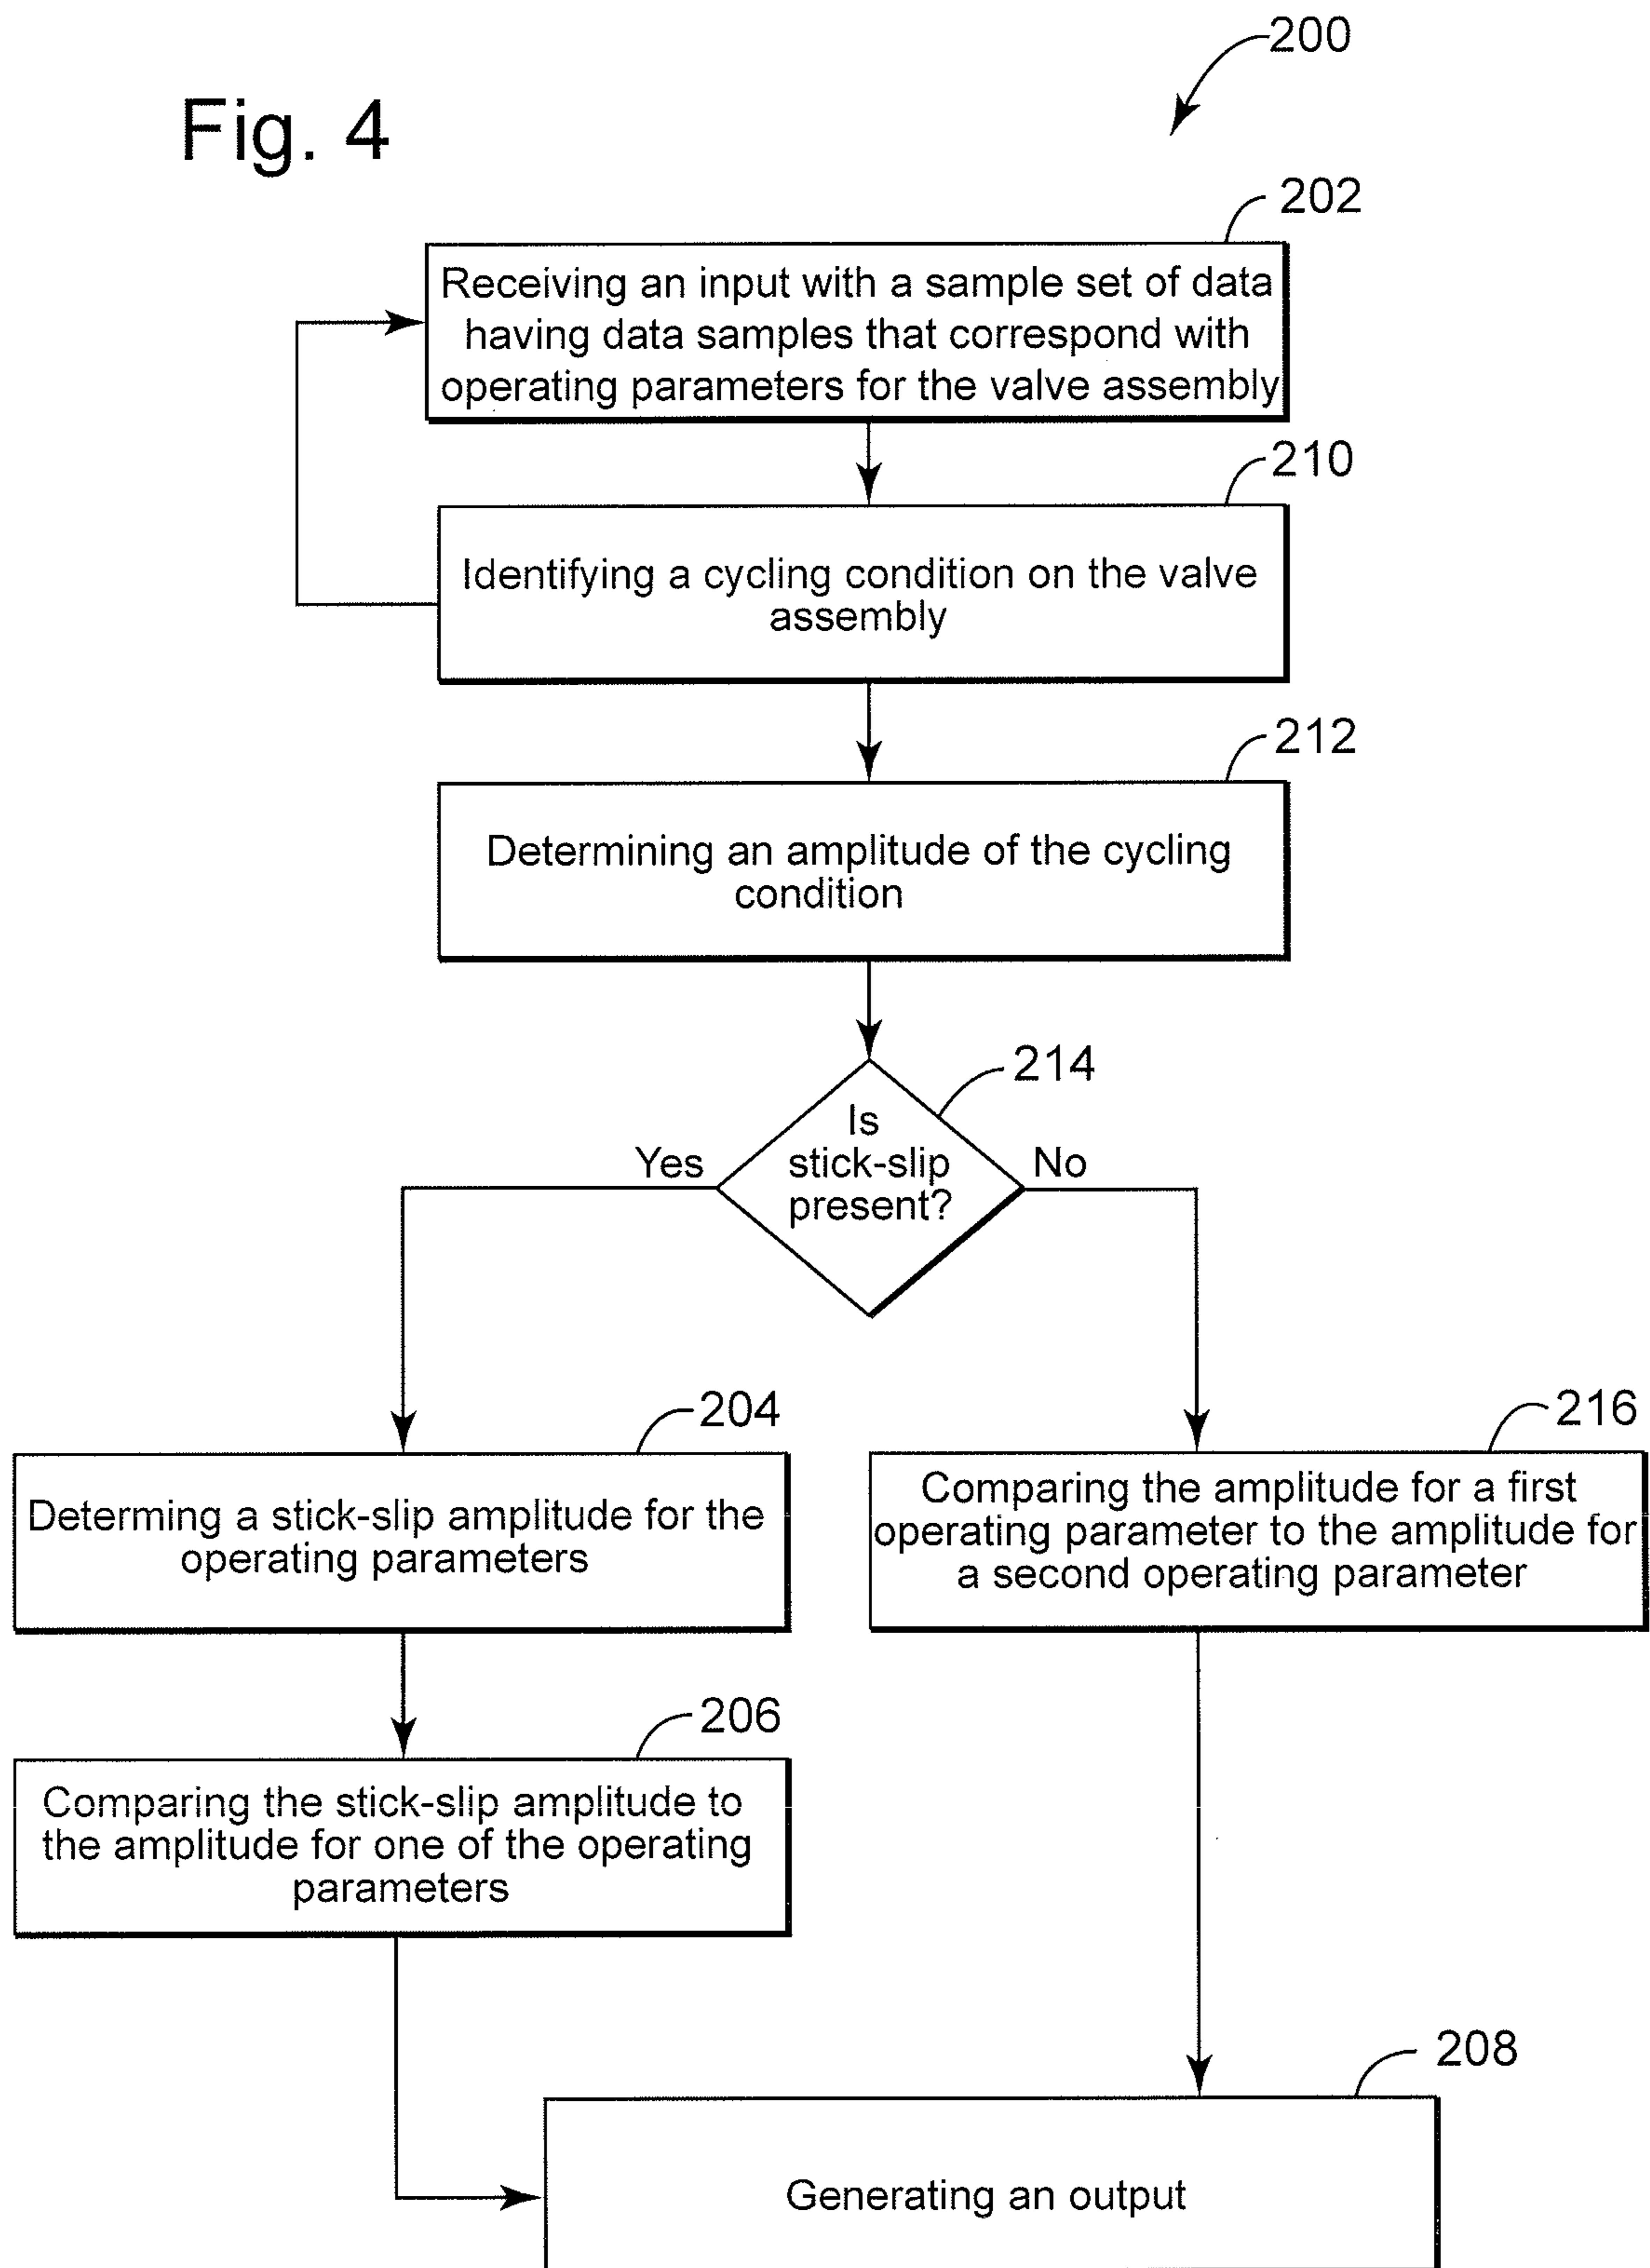 200
Fig. 4
202
Receiving an input with a sample set of data
having data samples that correspond with
operating parameters for the valve assembly
210
Identifying a cycling condition on the valve
assembly
212
Determining an amplitude of the cycling
condition
214
Is
stick-slip
present?
Yes
No
204
Determing a stick-slip amplitude for the
operating parameters
216
Comparing the amplitude for a first
operating parameter to the amplitude for
a second operating parameter
206
Comparing the stick-slip amplitude to
the amplitude for one of the operating
parameters
208
Generating an output